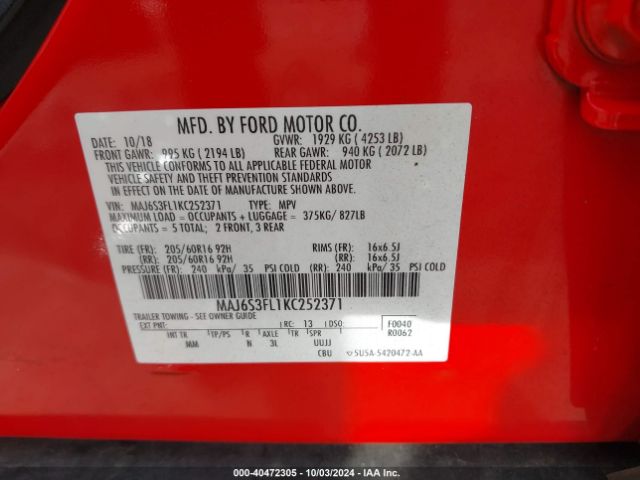 MFD. BY FORD MOTOR CO.
DATE: 10/18 GVWR: 1929 KG ( 4253 LB)
FRONT GAWR: 995 KG ( 2194 LB) REAR GAWR: 940 KG ( 2072 LB)
THIS VEHICLE CONFORMS TO ALL APPLICABLE FEDERAL MOTOR
VEHICLE SAFETY AND THEFT PREVENTION STANDARDS
IN EFFECT ON THE DATE OF MANUFACTURE SHOWN ABOVE.
VIN: MAJ6S3FL1KC252371 TYPE: MPV
MAXIMUM LOAD = OCCUPANTS + LUGGAGE = 375KG/ 827LB
OCCUPANTS = 5 TOTAL; 2 FRONT, 3 REAR
TIRE (FR): 205/60R16 92H RIMS (FR): 16x6.5J
(RR): 205/60R16 92H (RR): 16x6.5J
PRESSURE (FR): 240 kPa/ 35 PSI COLD (RR): 240 kPa/ 35 PSI COLD
MAJ6S3FL1KC252371
TRAILER TOWING - SEE OWNER GUIDE
EXT PNT: RC: 13 DSO: F0040
R0062
INT TR TP/PS R AXLE TR SPR
MM N 3L UUJJ
CBU 5U5A-5420472-AA
000-40472305 - 10/03/2024 - IAA Inc.